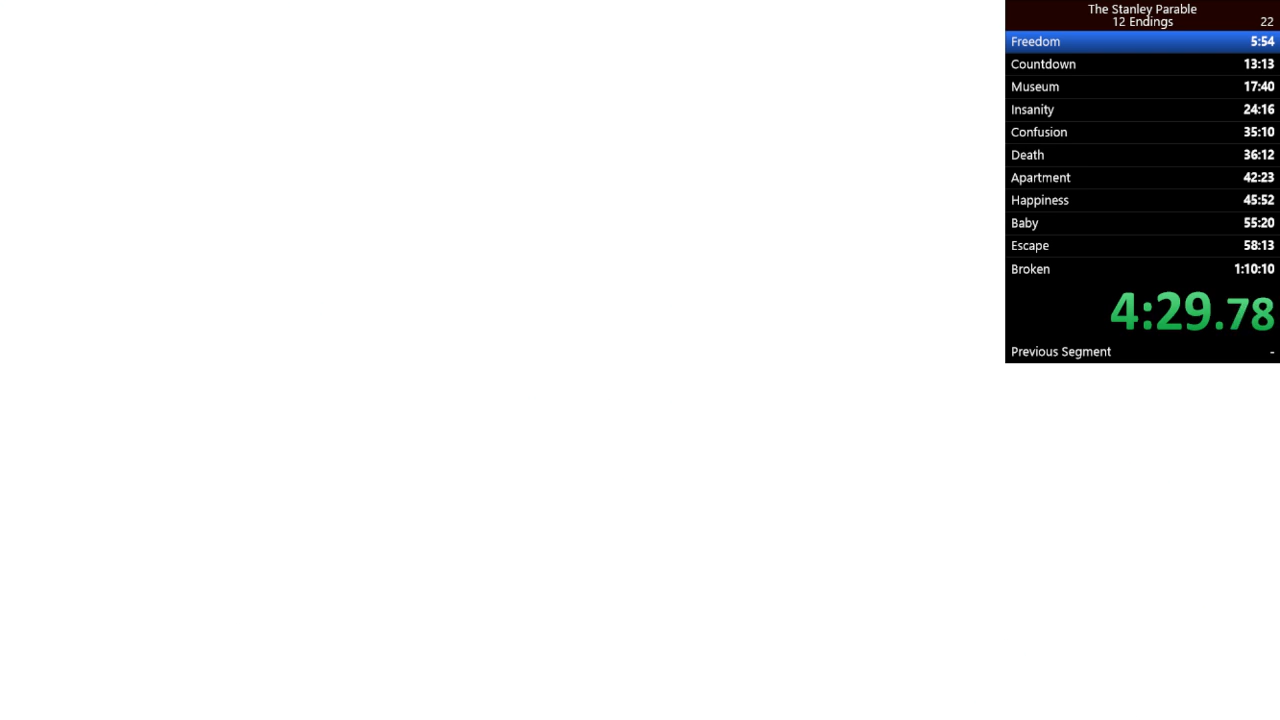 The Stanley Parable
12 Endings 22
Freedom 5:54
Countdown 13:13
Museum 17:40
Insanity 24:16
Confusion 35:10
Death 36:12
Apartment 42:23
Happiness 45:52
Baby 55:20
Escape 58:13
Broken 1:10:10
4:29.78
Previous Segment -